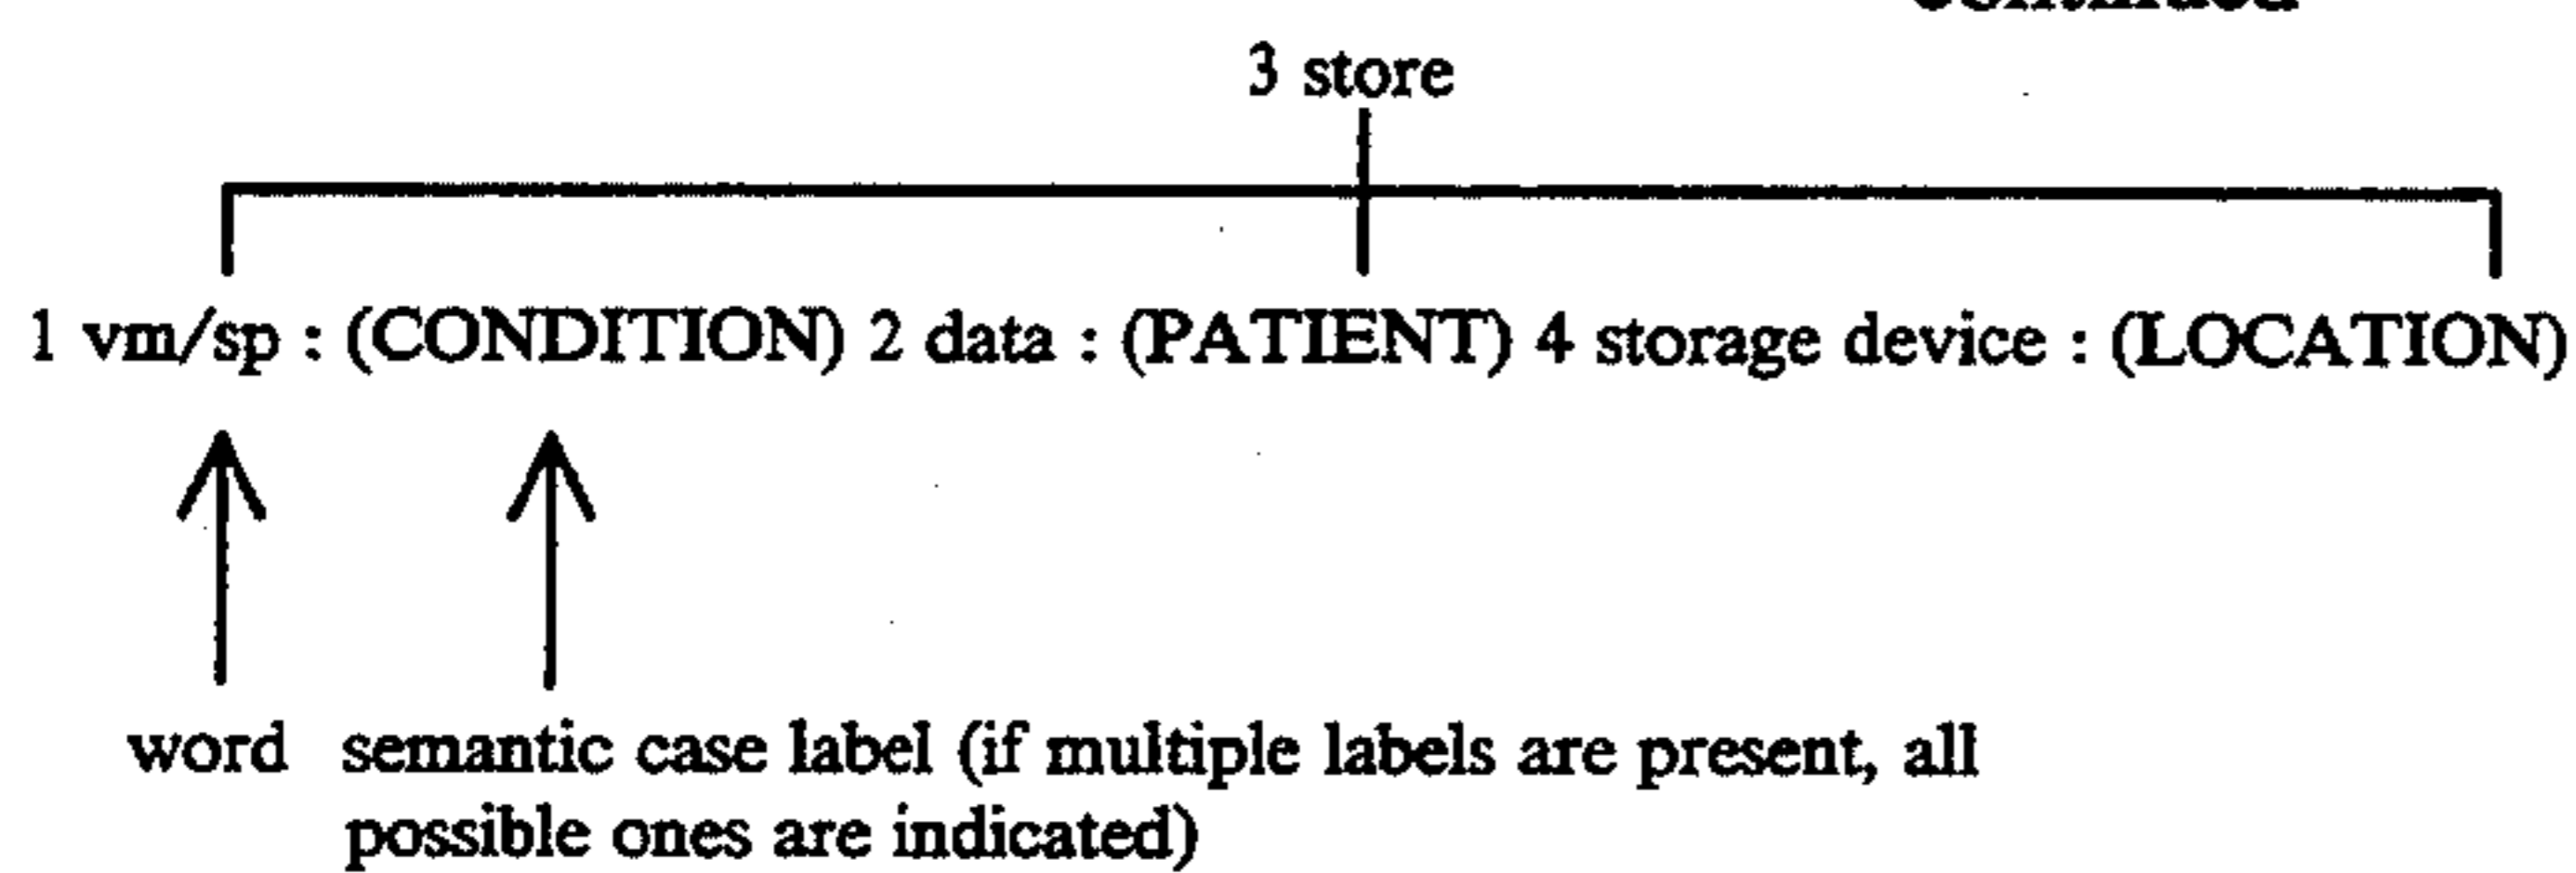 3 store
1 vm/sp : (CONDITION) 2 data : (PATIENT) 4 storage device : (LOCATION)
word semantic case label (if multiple labels are present, all
possible ones are indicated)